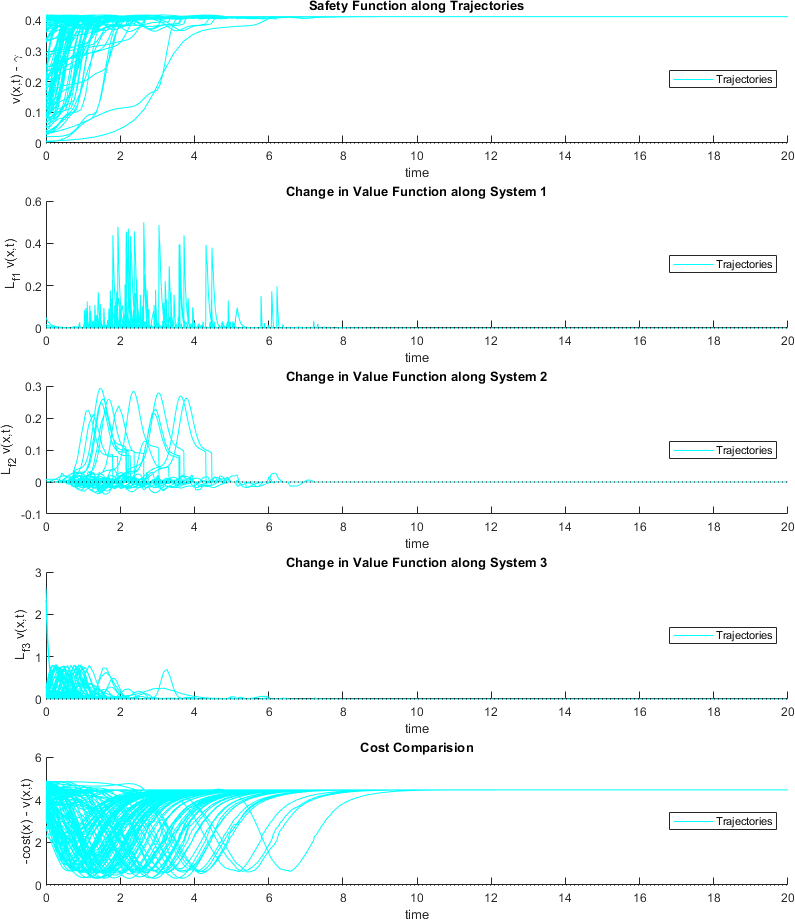 Safety Function along Trajectories
v(x,t) - γ
0.4
0.3
0.2
0.1
0
Trajectories
0 2 4 6 8 10 12 14 16 18 20
time
Change in Value Function along System 1
L_f1 v(x,t)
0.6
0.4
0.2
0
Trajectories
0 2 4 6 8 10 12 14 16 18 20
time
Change in Value Function along System 2
L_f2 v(x,t)
0.3
0.2
0.1
0
-0.1
Trajectories
0 2 4 6 8 10 12 14 16 18 20
time
Change in Value Function along System 3
L_f3 v(x,t)
3
2
1
0
Trajectories
0 2 4 6 8 10 12 14 16 18 20
time
Cost Comparision
-cost(x) - v(x,t)
6
4
2
0
Trajectories
0 2 4 6 8 10 12 14 16 18 20
time